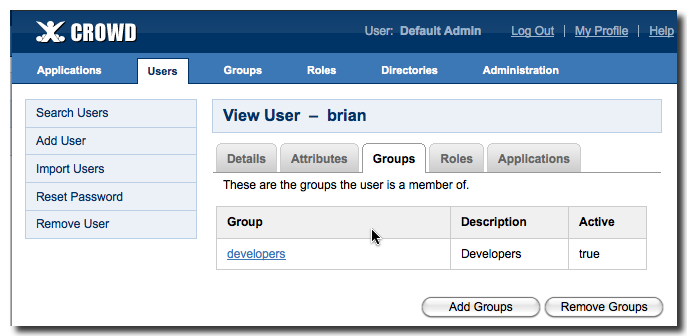 CROWD
User: Default Admin Log Out | My Profile | Help
Applications Users Groups Roles Directories Administration
Search Users
Add User
Import Users
Reset Password
Remove User
View User – brian
Details Attributes Groups Roles Applications
These are the groups the user is a member of.
Group Description Active
developers Developers true
Add Groups Remove Groups